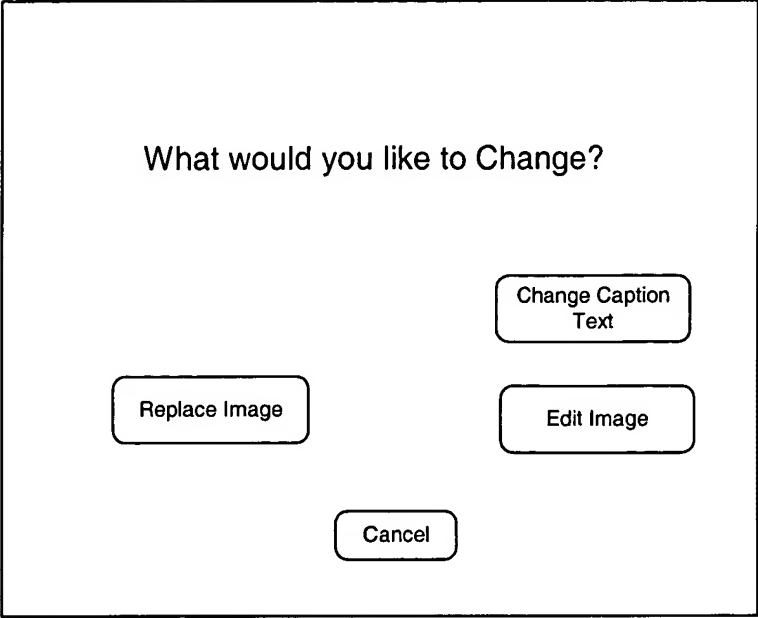 What would you like to Change?
Change Caption
Text
Replace Image
Edit Image
Cancel